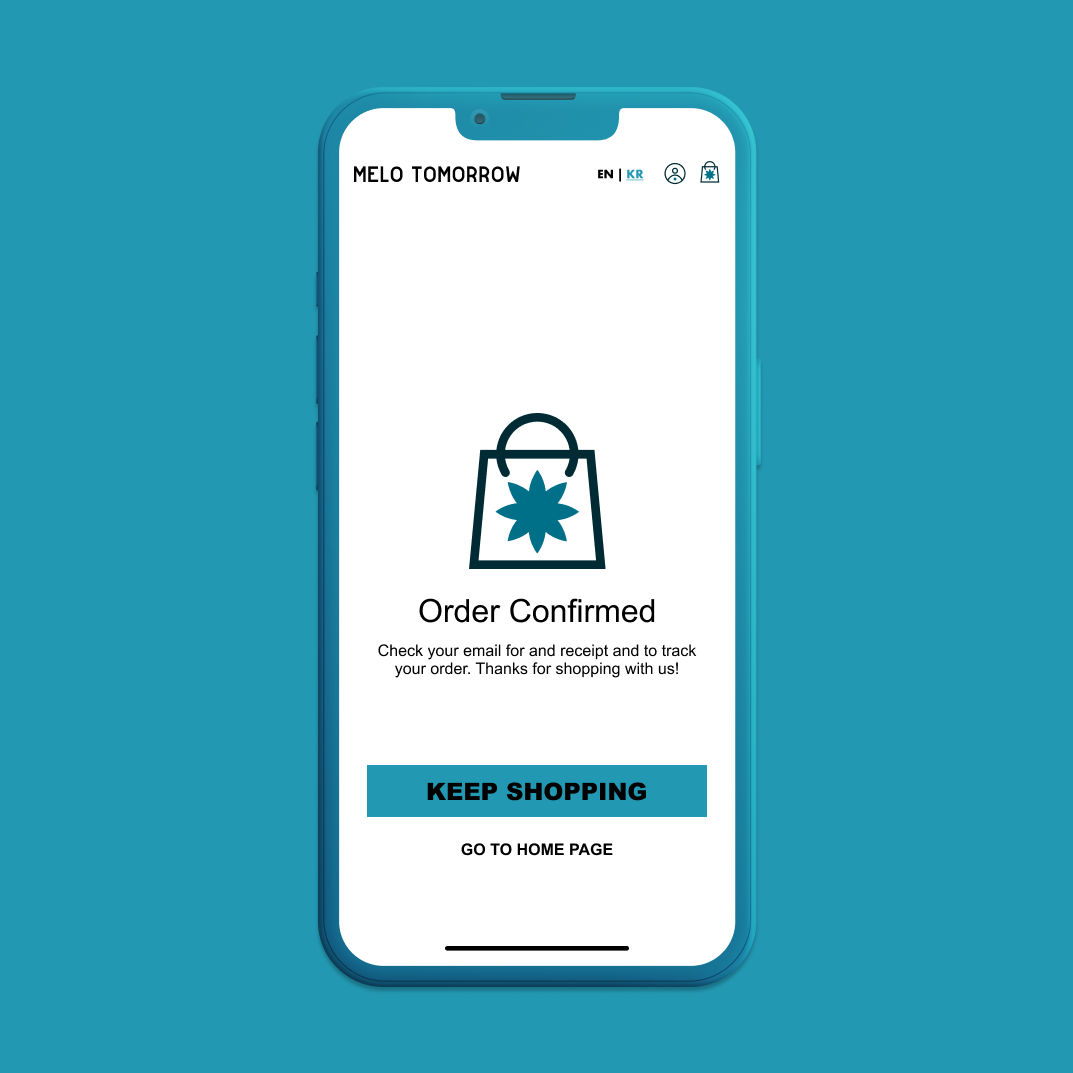 MELO TOMORROW EN | KR
Order Confirmed
Check your email for and receipt and to track
your order. Thanks for shopping with us!
KEEP SHOPPING
GO TO HOME PAGE